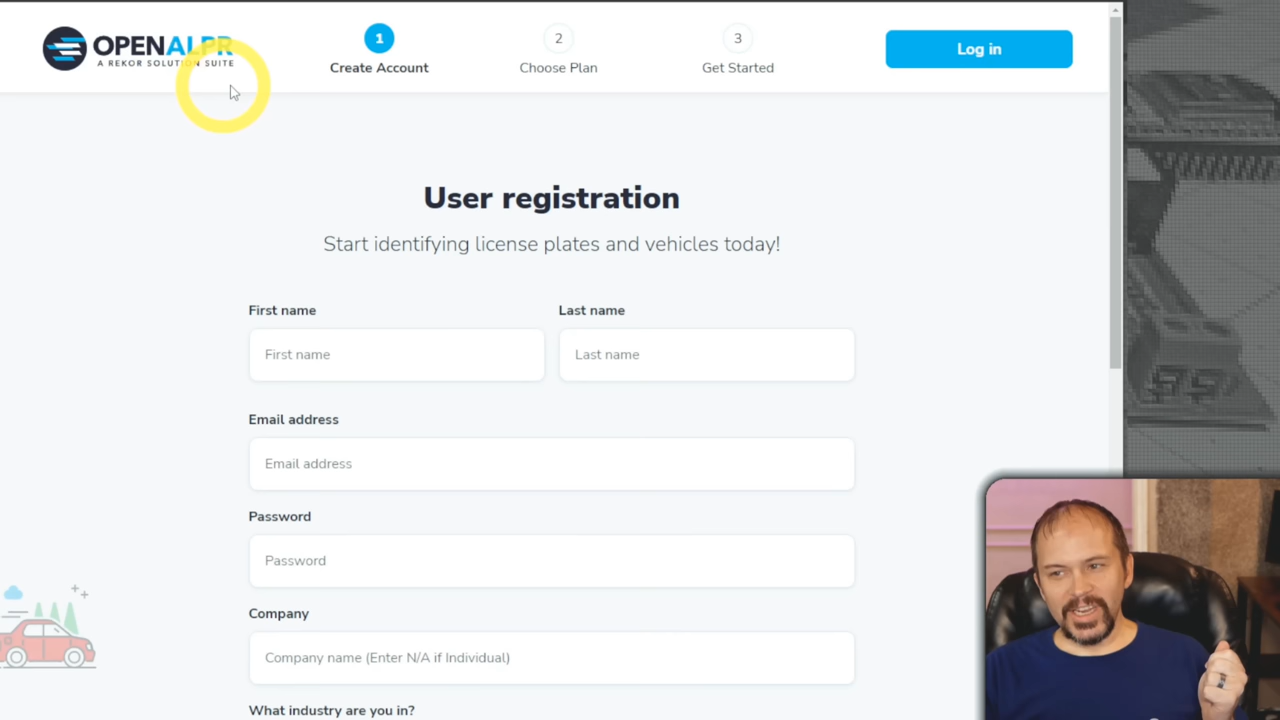 OPENALPR
A REKOR SOLUTION SUITE
1
Create Account
2
Choose Plan
3
Get Started
Log in
User registration
Start identifying license plates and vehicles today!
First name
Last name
First name
Last name
Email address
Email address
Password
Password
Company
Company name (Enter N/A if Individual)
What industry are you in?